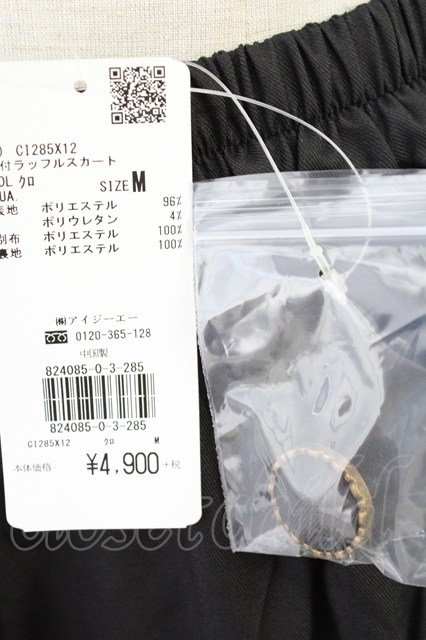 ) C1285X12
付ラッフルスカート
OL クロ
SIZE M
UA.
表地 ポリエステル 96%
ポリウレタン 4%
別布 ポリエステル 100%
裏地 ポリエステル 100%
㈱アイジーエー
0120-365-128
中国製
824085-0-3-285
824085-0-3-285
C1285X12 クロ M
本体価格 ¥4,900 +税